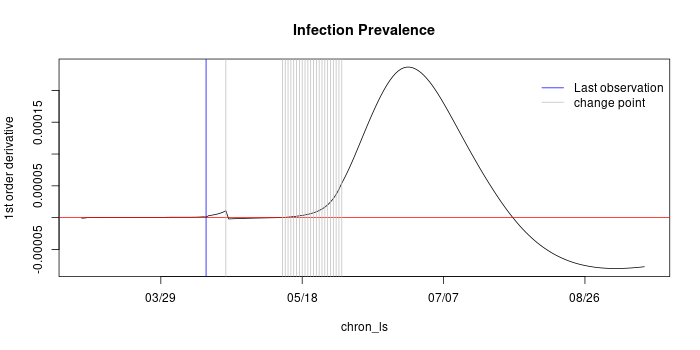 Infection Prevalence
1st order derivative
0.00015
0.00005
-0.00005
Last observation
change point
03/29
05/18
07/07
08/26
chron_ls